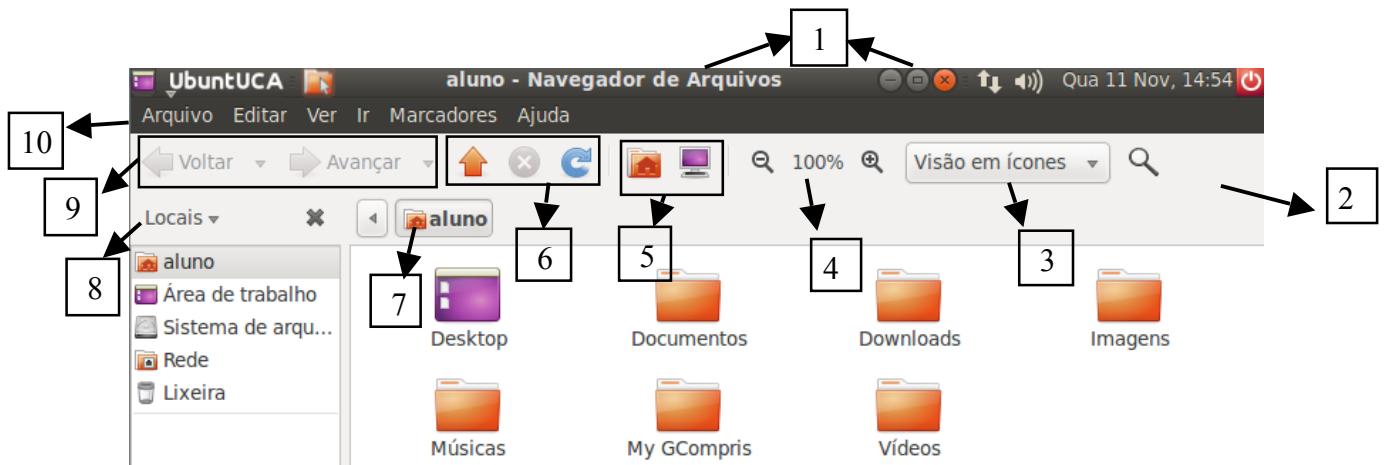 1
UbuntUCA aluno - Navegador de Arquivos Qua 11 Nov, 14:54
Arquivo Editar Ver Ir Marcadores Ajuda
10
Voltar Avançar 100% Visão em ícones
9
2
Locais aluno
8
7
6
5
4
3
aluno
Área de trabalho
Sistema de arqu...
Rede
Lixeira
Desktop Documentos Downloads Imagens
Músicas My GCompris Vídeos